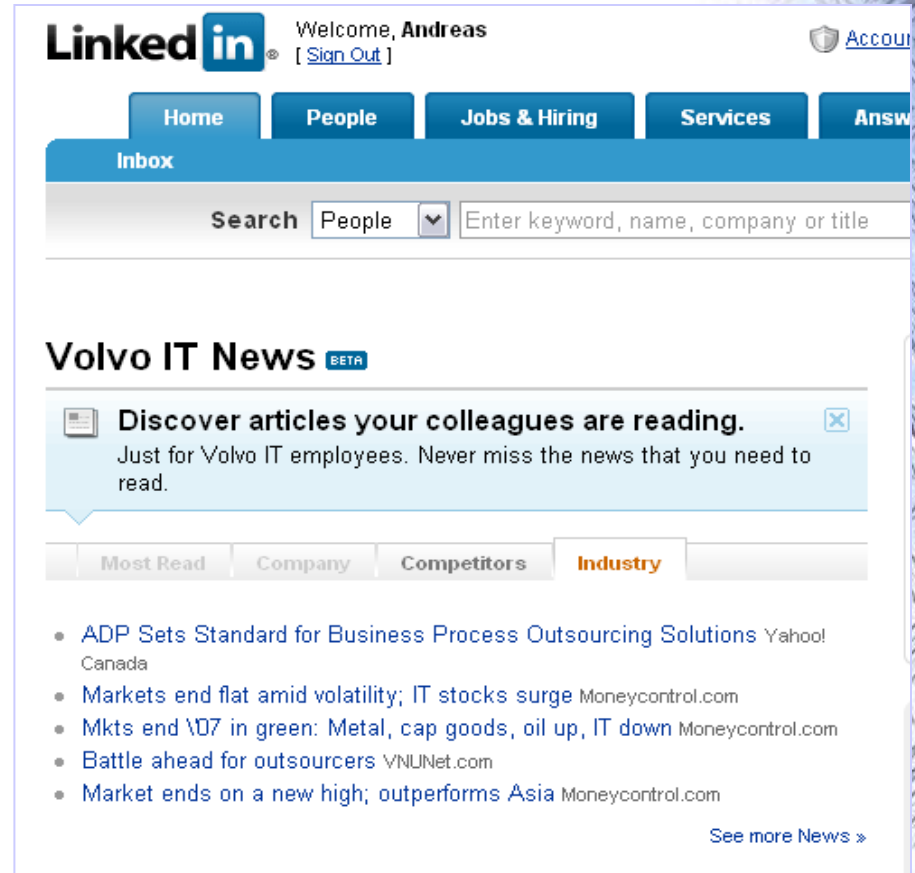 Linked in ® Welcome, Andreas
[ Sign Out ]
Home People Jobs & Hiring Services
Inbox
Search People Enter keyword, name, company or title
Volvo IT News BETA
Discover articles your colleagues are reading.
Just for Volvo IT employees. Never miss the news that you need to
read.
Most Read Company Competitors Industry
ADP Sets Standard for Business Process Outsourcing Solutions Yahoo!
Canada
Markets end flat amid volatility; IT stocks surge Moneycontrol.com
Mkts end \07 in green: Metal, cap goods, oil up, IT down Moneycontrol.com
Battle ahead for outsourcers VNUNet.com
Market ends on a new high; outperforms Asia Moneycontrol.com
See more News »